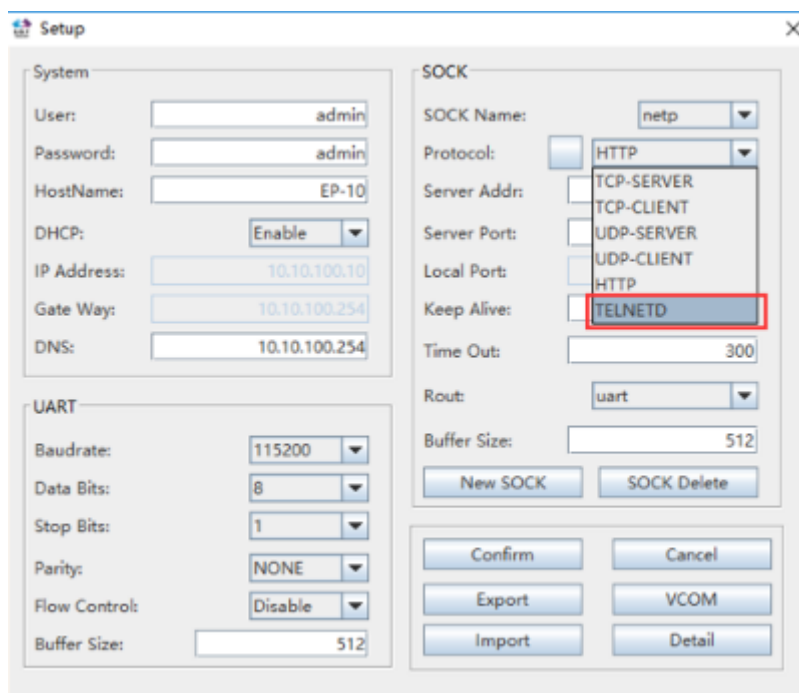 Setup
System
User: admin
Password: admin
HostName: EP-10
DHCP: Enable
IP Address: 10.10.100.10
Gate Way: 10.10.100.254
DNS: 10.10.100.254
UART
Baudrate: 115200
Data Bits: 8
Stop Bits: 1
Parity: NONE
Flow Control: Disable
Buffer Size: 512
SOCK
SOCK Name: netp
Protocol: HTTP
TCP-SERVER
TCP-CLIENT
UDP-SERVER
UDP-CLIENT
HTTP
TELNETD
Server Addr:
Server Port:
Local Port:
Keep Alive:
Time Out: 300
Rout: uart
Buffer Size: 512
New SOCK SOCK Delete
Confirm Cancel
Export VCOM
Import Detail